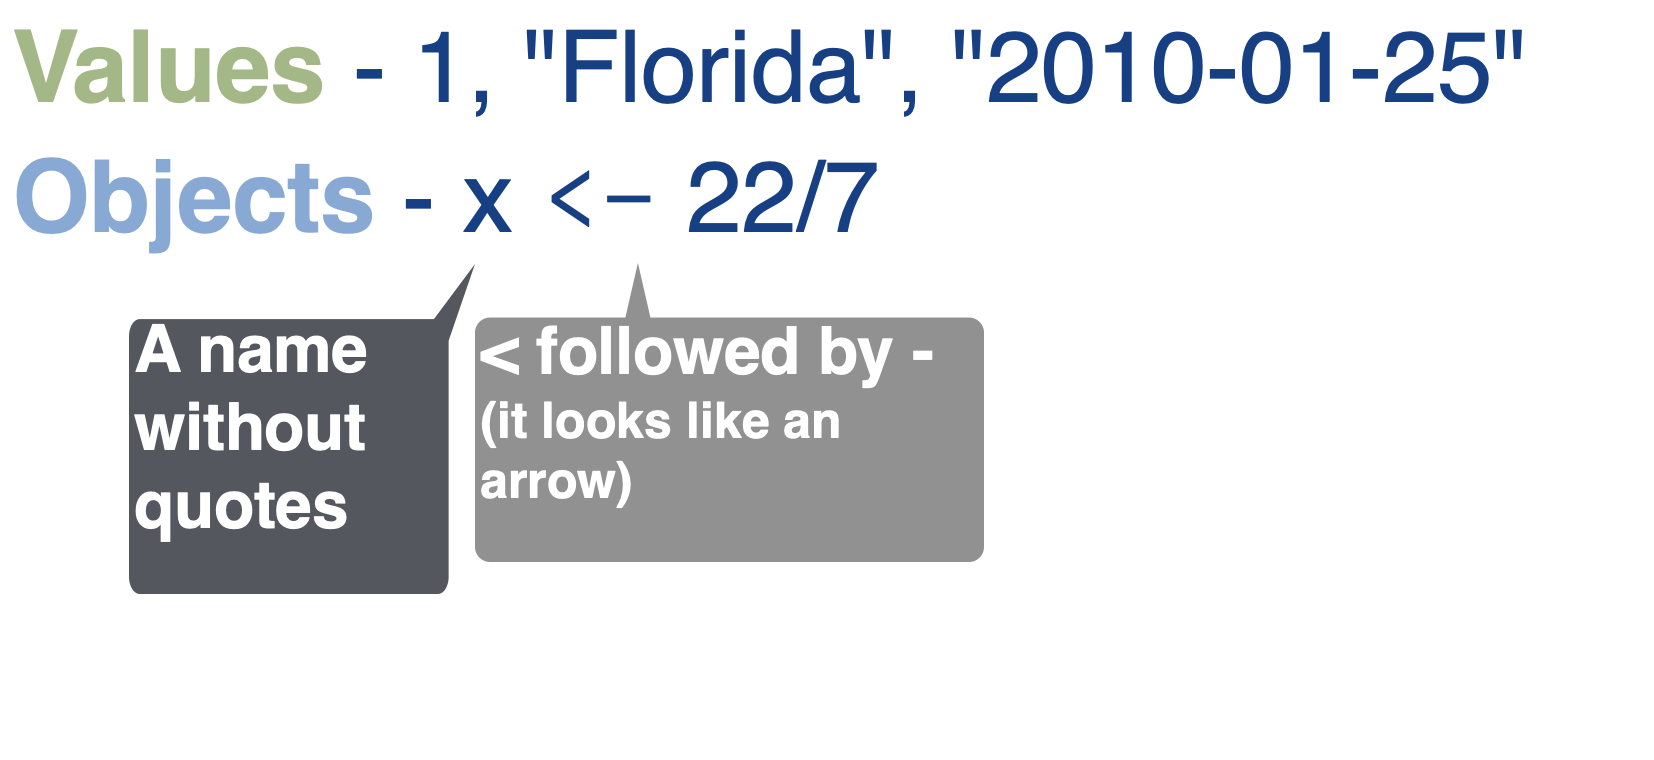 Values - 1, "Florida", "2010-01-25"
Objects - x <- 22/7
A name
without
quotes
< followed by -
(it looks like an
arrow)